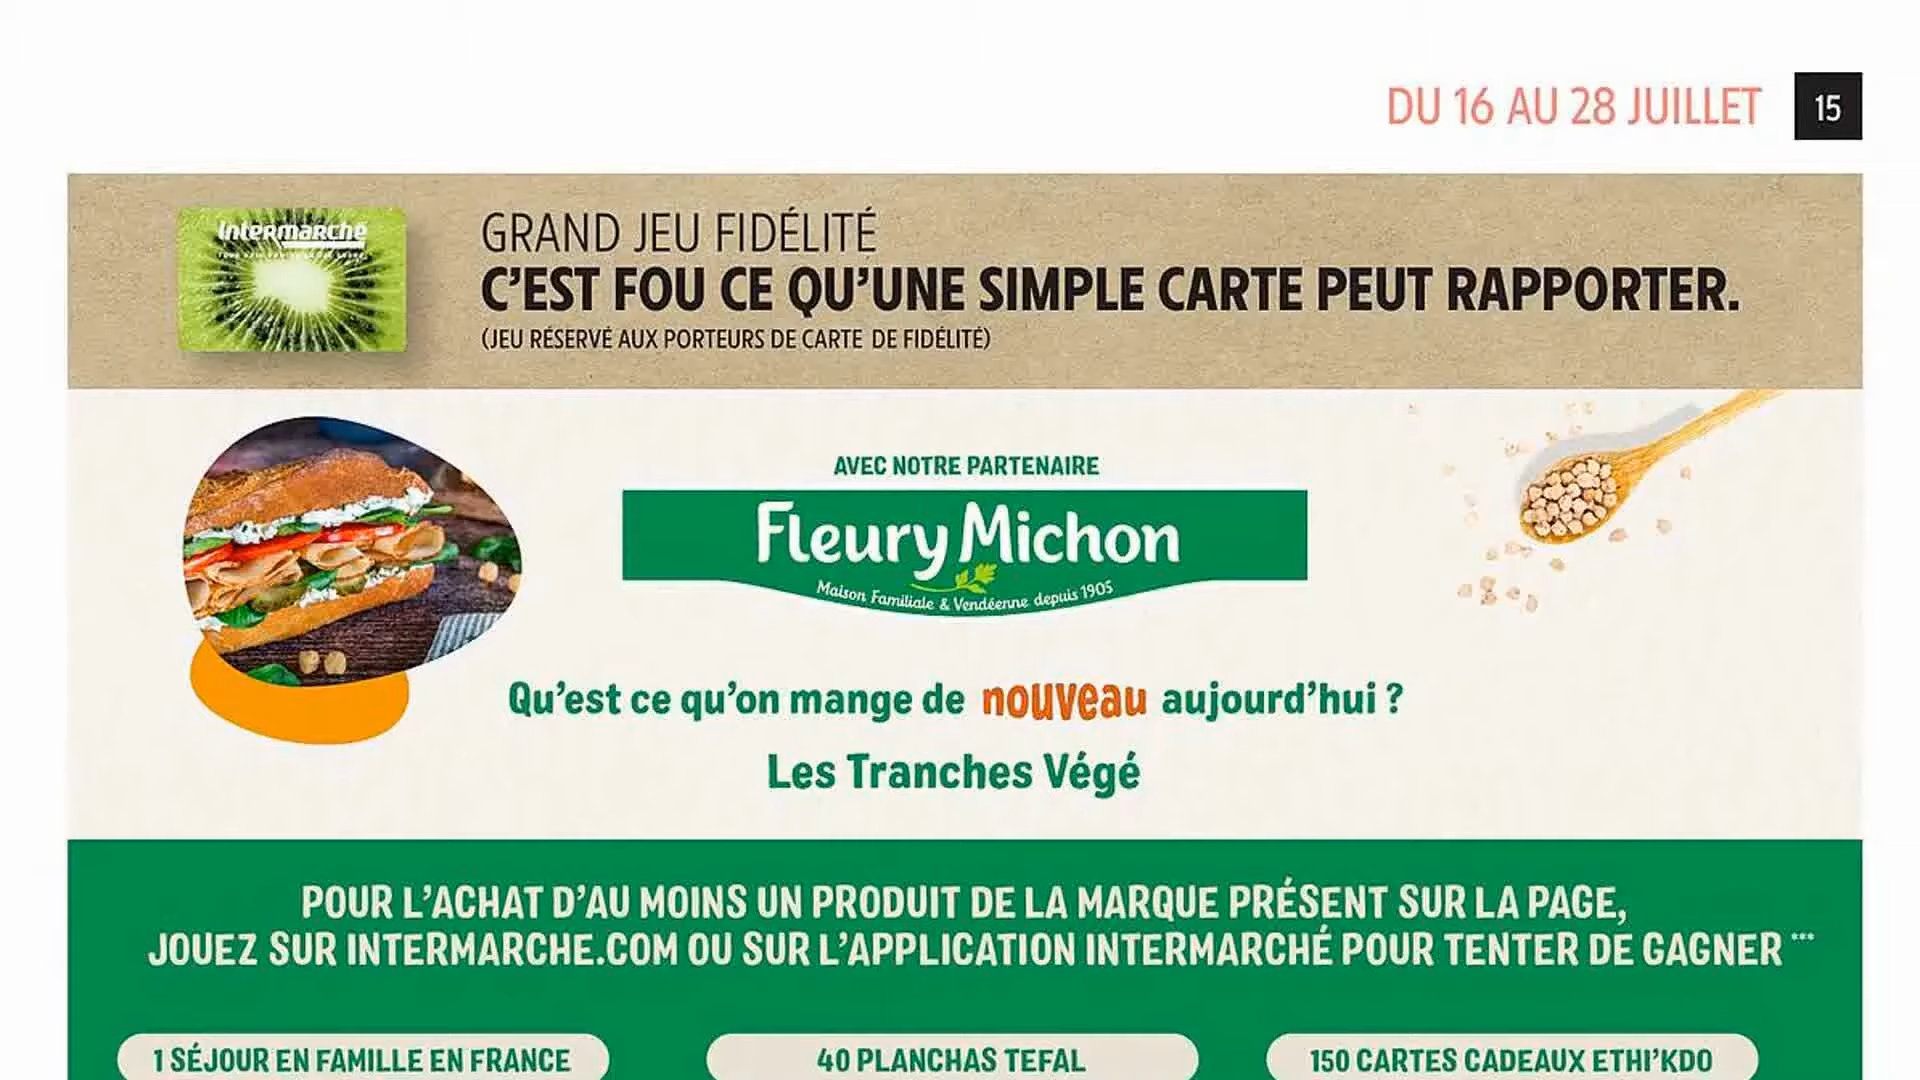 DU 16 AU 28 JUILLET 15
Intermarché
GRAND JEU FIDÉLITÉ
C'EST FOU CE QU'UNE SIMPLE CARTE PEUT RAPPORTER.
(JEU RÉSERVÉ AUX PORTEURS DE CARTE DE FIDÉLITÉ)
AVEC NOTRE PARTENAIRE
Fleury Michon
Maison Familiale & Vendéenne depuis 1905
Qu'est ce qu'on mange de nouveau aujourd'hui ?
Les Tranches Végé
POUR L'ACHAT D'AU MOINS UN PRODUIT DE LA MARQUE PRÉSENT SUR LA PAGE,
JOUEZ SUR INTERMARCHE.COM OU SUR L'APPLICATION INTERMARCHÉ POUR TENTER DE GAGNER ***
1 SÉJOUR EN FAMILLE EN FRANCE
40 PLANCHAS TEFAL
150 CARTES CADEAUX ETHI'KDO